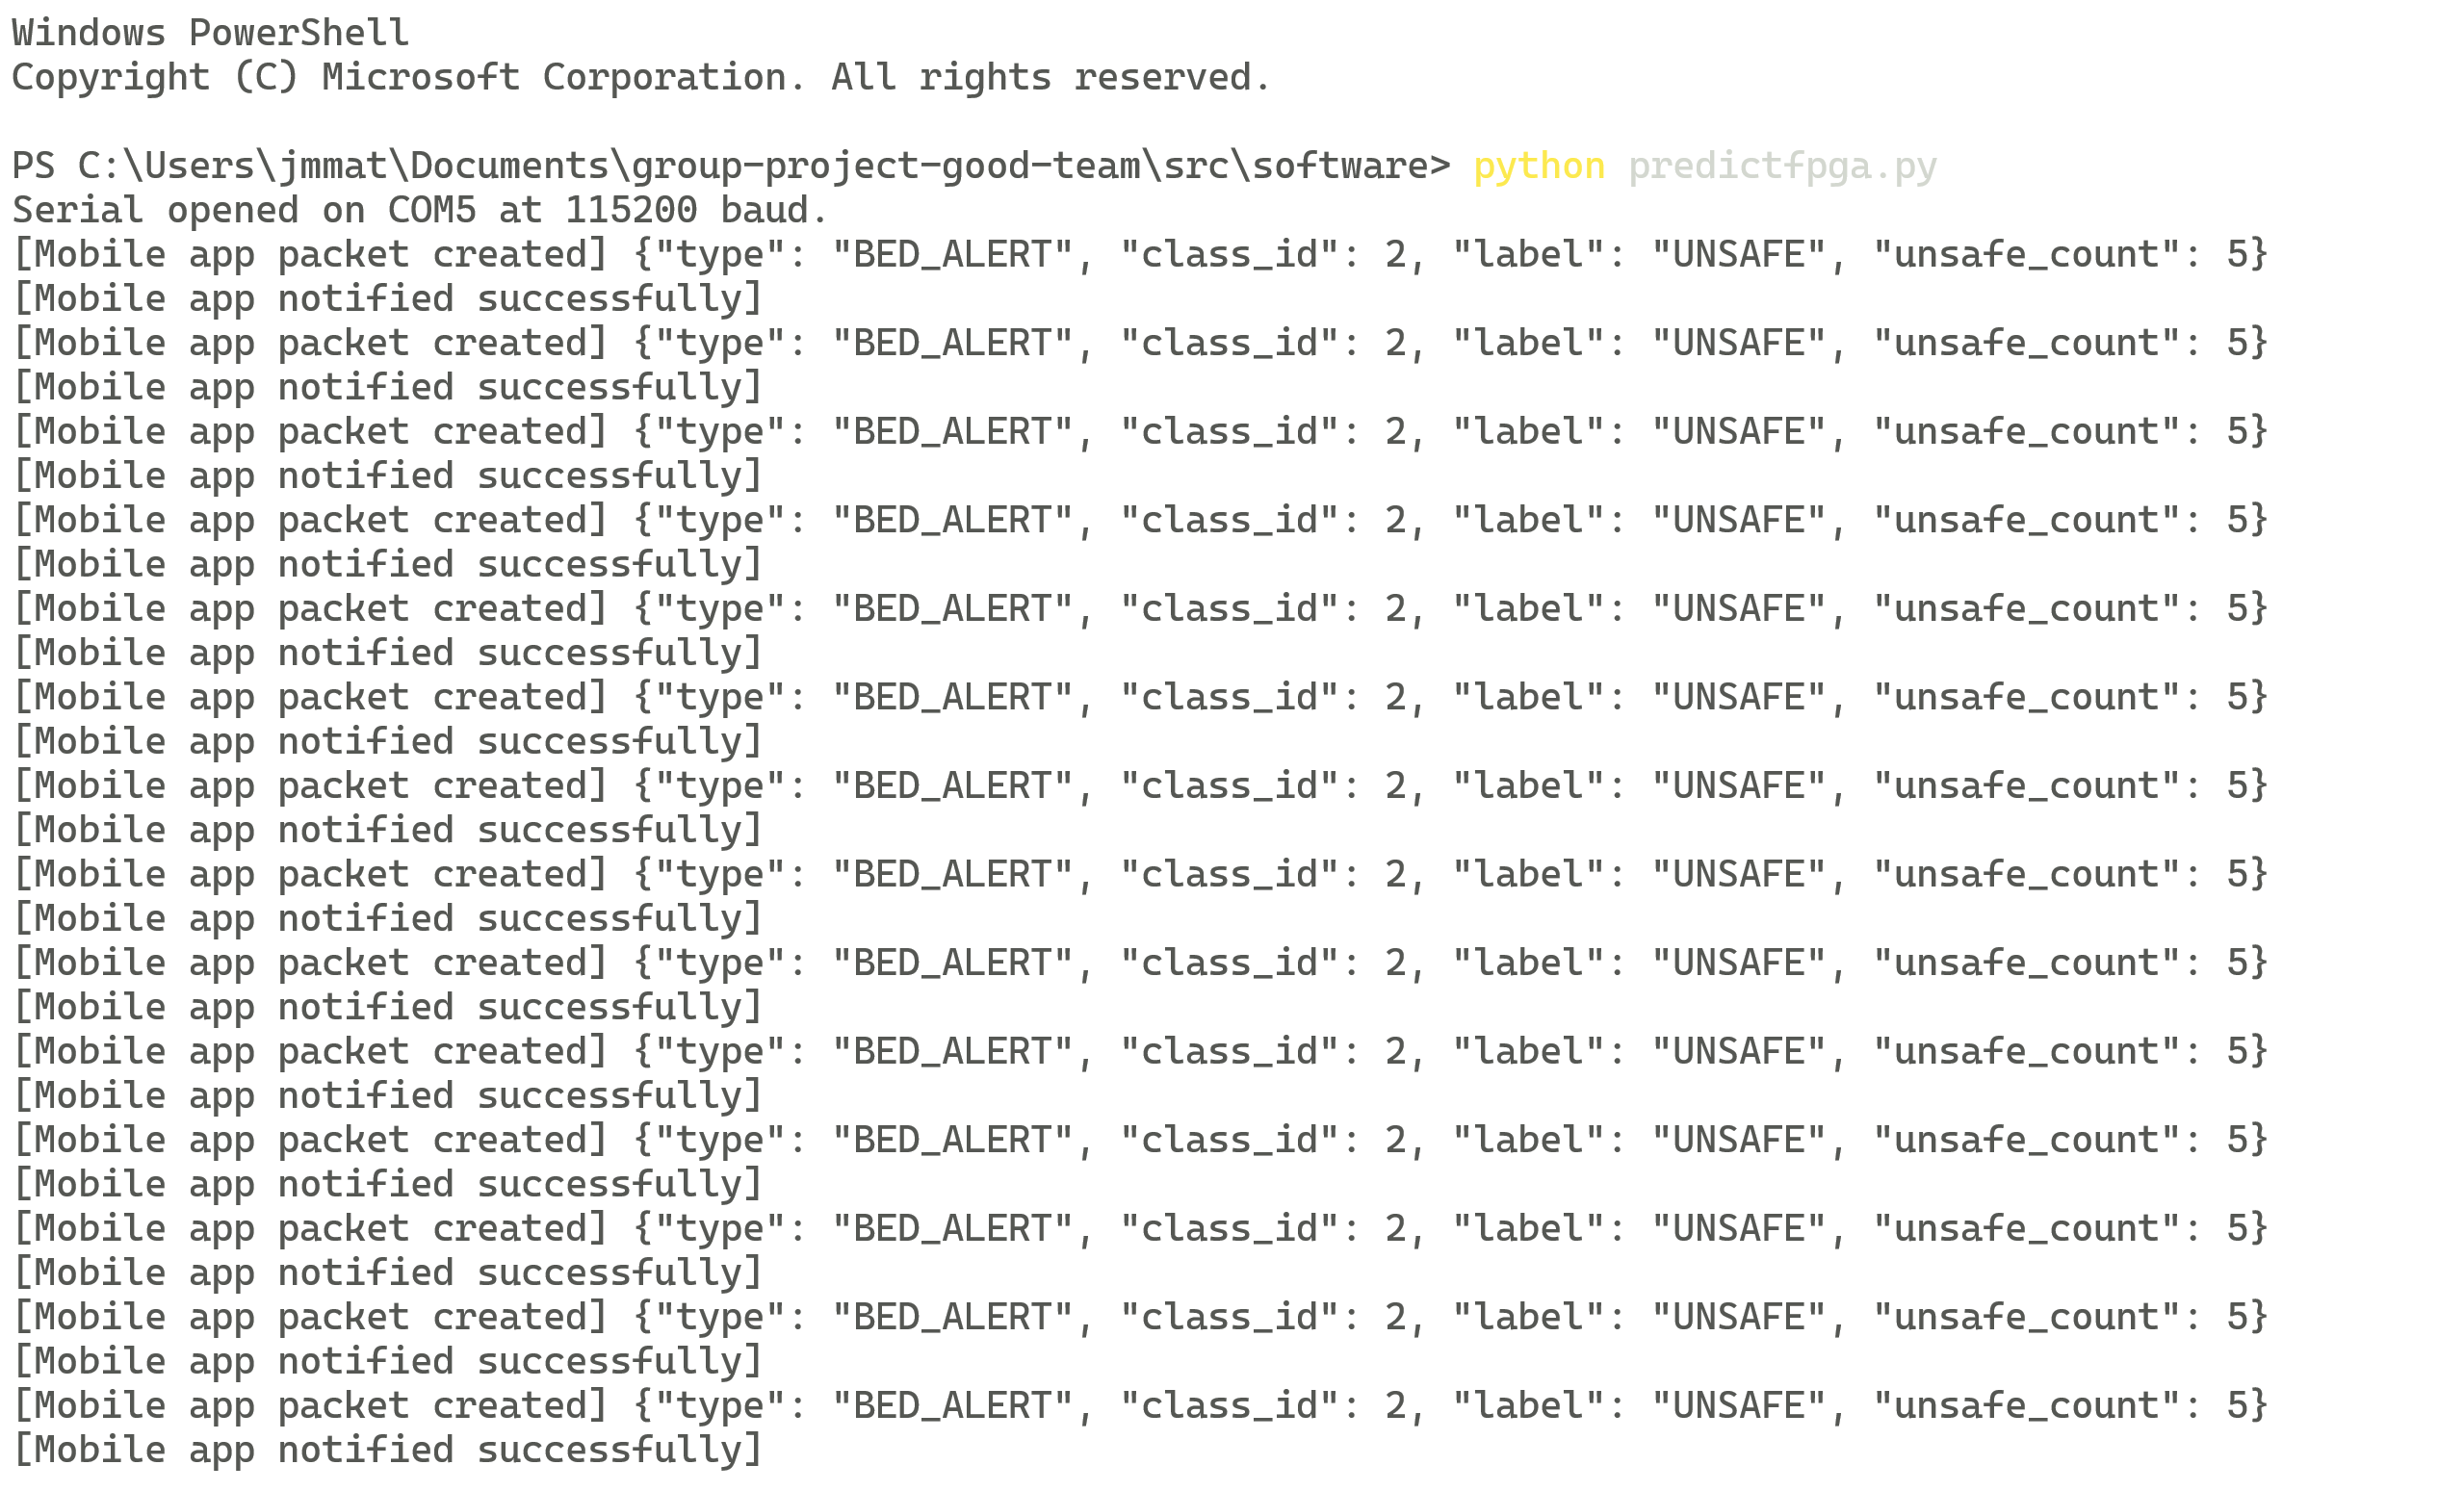 Windows PowerShell
Copyright (C) Microsoft Corporation. All rights reserved.
PS C:\Users\jmmat\Documents\group-project-good-team\src\software> python predictfpga.py
Serial opened on COM5 at 115200 baud.
[Mobile app packet created] {"type": "BED_ALERT", "class_id": 2, "label": "UNSAFE", "unsafe_count": 5}
[Mobile app notified successfully]
[Mobile app packet created] {"type": "BED_ALERT", "class_id": 2, "label": "UNSAFE", "unsafe_count": 5}
[Mobile app notified successfully]
[Mobile app packet created] {"type": "BED_ALERT", "class_id": 2, "label": "UNSAFE", "unsafe_count": 5}
[Mobile app notified successfully]
[Mobile app packet created] {"type": "BED_ALERT", "class_id": 2, "label": "UNSAFE", "unsafe_count": 5}
[Mobile app notified successfully]
[Mobile app packet created] {"type": "BED_ALERT", "class_id": 2, "label": "UNSAFE", "unsafe_count": 5}
[Mobile app notified successfully]
[Mobile app packet created] {"type": "BED_ALERT", "class_id": 2, "label": "UNSAFE", "unsafe_count": 5}
[Mobile app notified successfully]
[Mobile app packet created] {"type": "BED_ALERT", "class_id": 2, "label": "UNSAFE", "unsafe_count": 5}
[Mobile app notified successfully]
[Mobile app packet created] {"type": "BED_ALERT", "class_id": 2, "label": "UNSAFE", "unsafe_count": 5}
[Mobile app notified successfully]
[Mobile app packet created] {"type": "BED_ALERT", "class_id": 2, "label": "UNSAFE", "unsafe_count": 5}
[Mobile app notified successfully]
[Mobile app packet created] {"type": "BED_ALERT", "class_id": 2, "label": "UNSAFE", "unsafe_count": 5}
[Mobile app notified successfully]
[Mobile app packet created] {"type": "BED_ALERT", "class_id": 2, "label": "UNSAFE", "unsafe_count": 5}
[Mobile app notified successfully]
[Mobile app packet created] {"type": "BED_ALERT", "class_id": 2, "label": "UNSAFE", "unsafe_count": 5}
[Mobile app notified successfully]
[Mobile app packet created] {"type": "BED_ALERT", "class_id": 2, "label": "UNSAFE", "unsafe_count": 5}
[Mobile app notified successfully]
[Mobile app packet created] {"type": "BED_ALERT", "class_id": 2, "label": "UNSAFE", "unsafe_count": 5}
[Mobile app notified successfully]